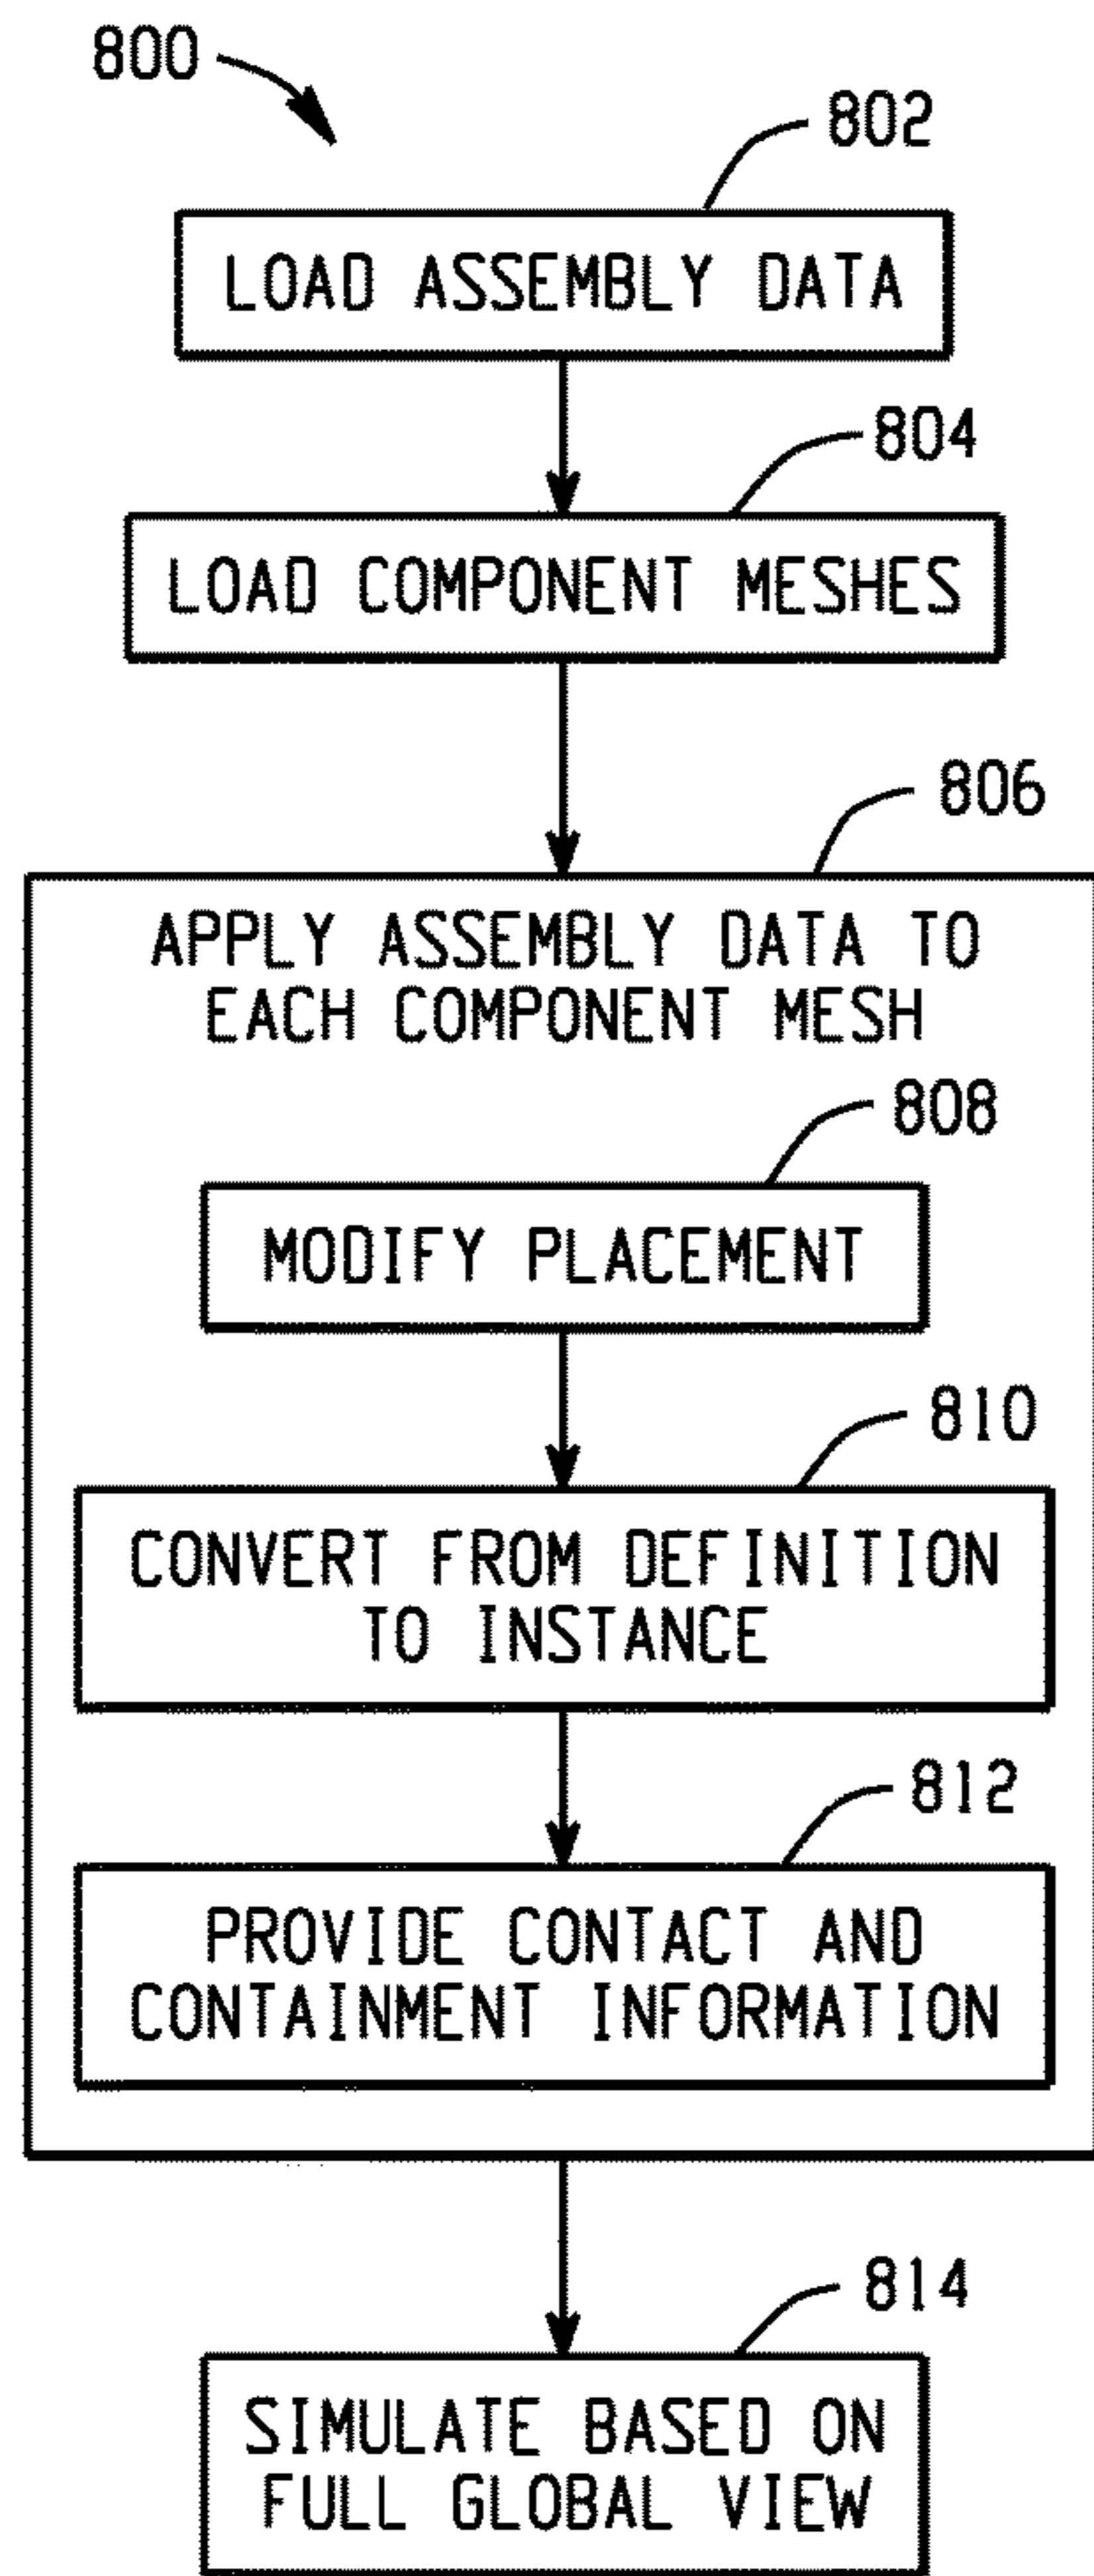 800
802
LOAD ASSEMBLY DATA
804
LOAD COMPONENT MESHES
806
APPLY ASSEMBLY DATA TO
EACH COMPONENT MESH
808
MODIFY PLACEMENT
810
CONVERT FROM DEFINITION
TO INSTANCE
812
PROVIDE CONTACT AND
CONTAINMENT INFORMATION
814
SIMULATE BASED ON
FULL GLOBAL VIEW